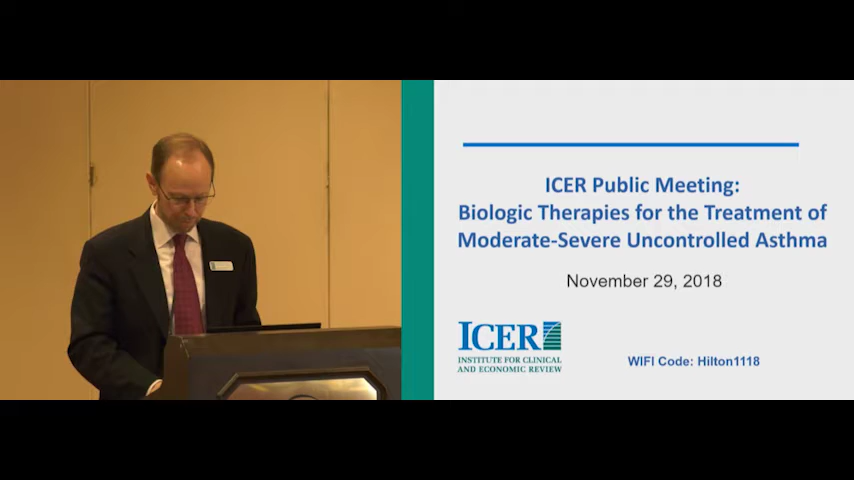 ICER Public Meeting:
Biologic Therapies for the Treatment of
Moderate-Severe Uncontrolled Asthma
November 29, 2018
ICER
INSTITUTE FOR CLINICAL
AND ECONOMIC REVIEW
WIFI Code: Hilton1118